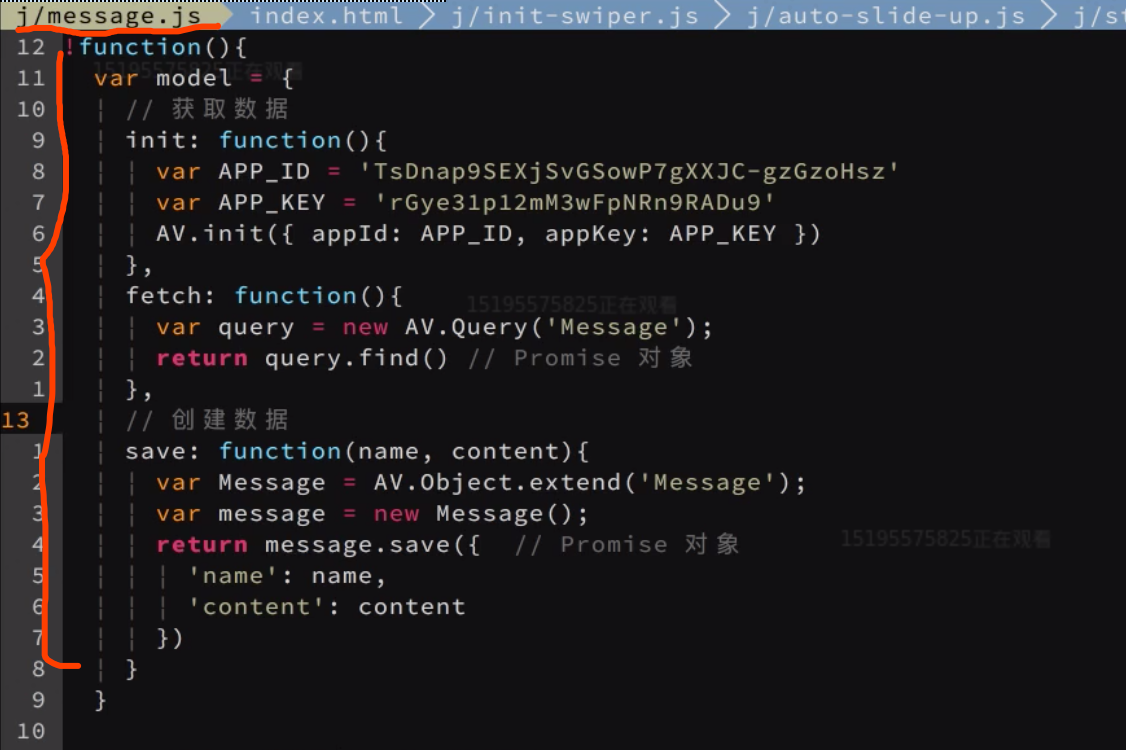 j/message.js index.html j/init-swiper.js j/auto-slide-up.js j/st
12 !function(){
15195575825正在观看
11 var model = {
10 // 获取数据
9 init: function(){
8 var APP_ID = 'TsDnap9SEXjSvGSowP7gXXJC-gzGzoHsz'
7 var APP_KEY = 'rGye31p12mM3wFpNRn9RADu9'
6 AV.init({ appId: APP_ID, appKey: APP_KEY })
5 },
4 fetch: function(){
15195575825正在观看
3 var query = new AV.Query('Message');
2 return query.find() // Promise 对象
1 },
13 // 创建数据
1 save: function(name, content){
2 var Message = AV.Object.extend('Message');
3 var message = new Message();
4 return message.save({ // Promise 对象
15195575825正在观看
5 'name': name,
6 'content': content
7 })
8 }
9 }
10